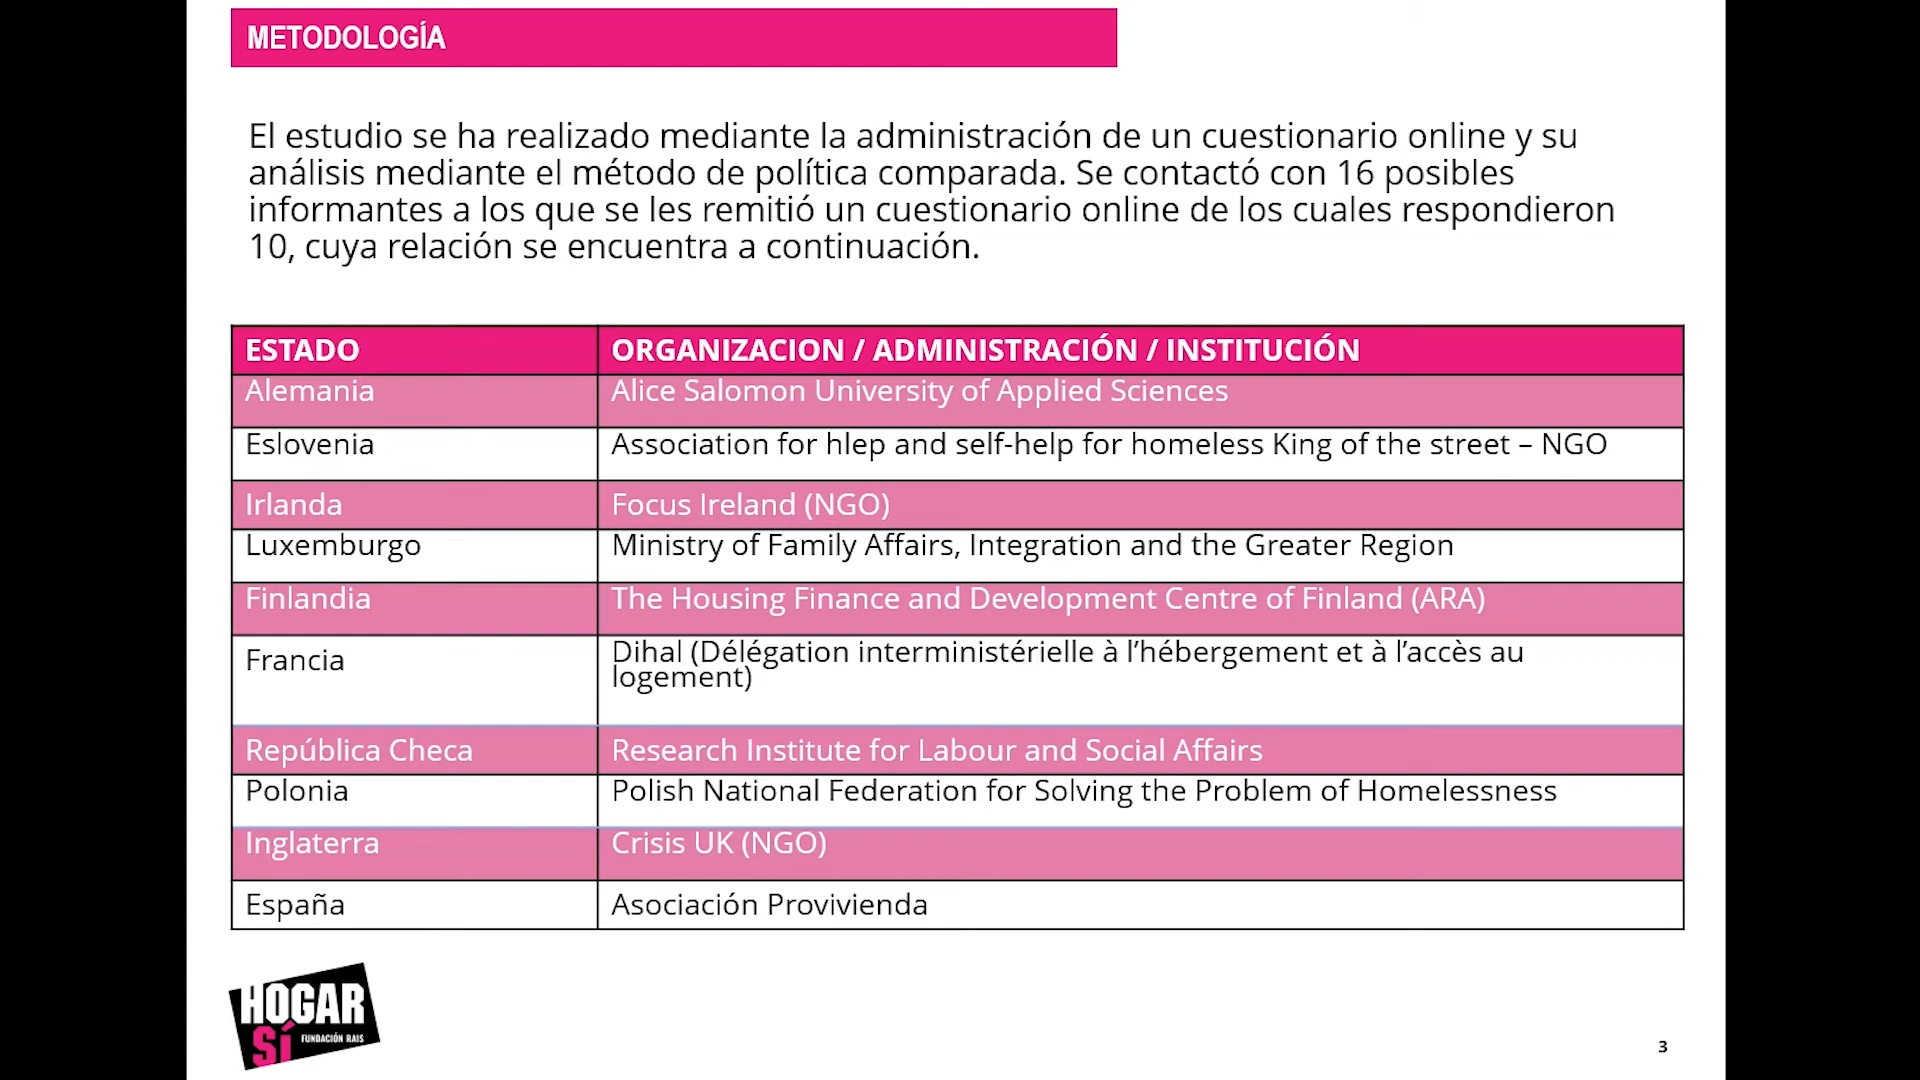 METODOLOGÍA
El estudio se ha realizado mediante la administración de un cuestionario online y su
análisis mediante el método de política comparada. Se contactó con 16 posibles
informantes a los que se les remitió un cuestionario online de los cuales respondieron
10, cuya relación se encuentra a continuación.
ESTADO ORGANIZACION / ADMINISTRACIÓN / INSTITUCIÓN
Alemania Alice Salomon University of Applied Sciences
Eslovenia Association for hlep and self-help for homeless King of the street – NGO
Irlanda Focus Ireland (NGO)
Luxemburgo Ministry of Family Affairs, Integration and the Greater Region
Finlandia The Housing Finance and Development Centre of Finland (ARA)
Francia Dihal (Délégation interministérielle à l’hébergement et à l’accès au
logement)
República Checa Research Institute for Labour and Social Affairs
Polonia Polish National Federation for Solving the Problem of Homelessness
Inglaterra Crisis UK (NGO)
España Asociación Provivienda
HOGAR
SÍ FUNDACIÓN RAIS
3